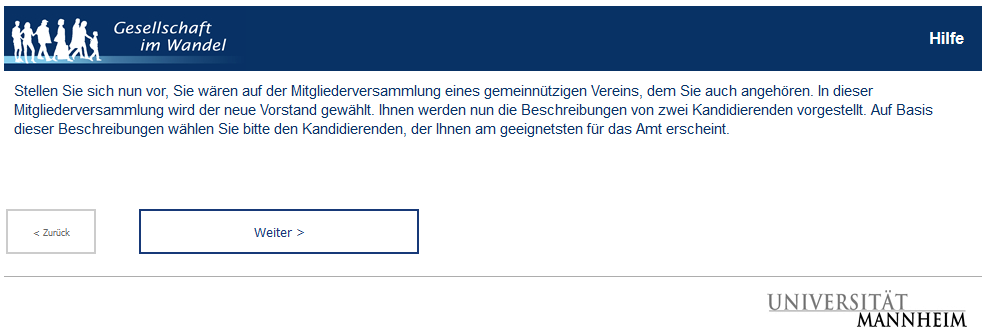 Gesellschaft
im Wandel
Hilfe
Stellen Sie sich nun vor, Sie wären auf der Mitgliederversammlung eines gemeinnützigen Vereins, dem Sie auch angehören. In dieser
Mitgliederversammlung wird der neue Vorstand gewählt. Ihnen werden nun die Beschreibungen von zwei Kandidierenden vorgestellt. Auf Basis
dieser Beschreibungen wählen Sie bitte den Kandidierenden, der Ihnen am geeignetsten für das Amt erscheint.
< Zurück
Weiter >
UNIVERSITÄT
MANNHEIM